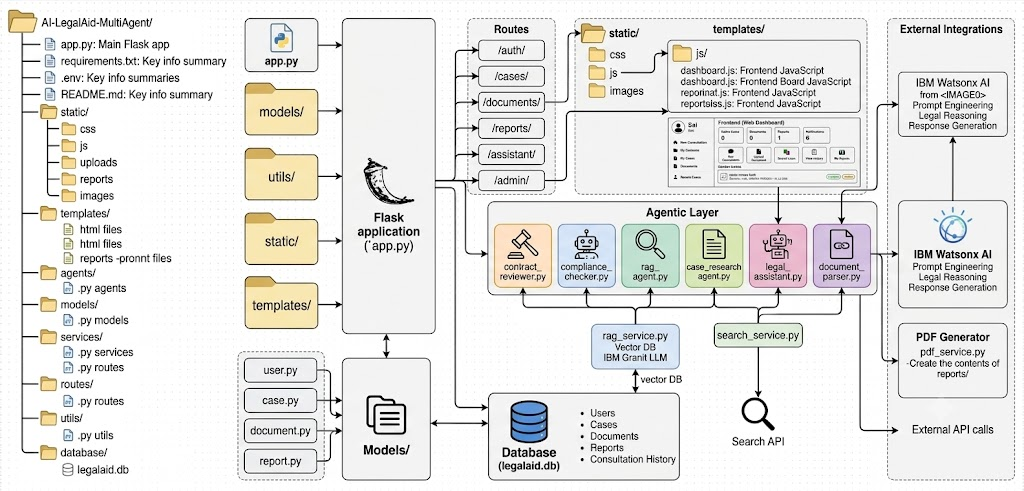 AI-LegalAid-MultiAgent/
app.py: Main Flask app
requirements.txt: Key info summary
.env: Key info summaries
README.md: Key info summary
static/
css
js
uploads
reports
images
templates/
html files
html files
reports -pronnt files
agents/
.py agents
models/
.py models
services/
.py services
.py routes
routes/
.py routes
utils/
.py utils
database/
legalaid.db
app.py
models/
utils/
static/
templates/
Flask
application
(`app.py)
user.py
case.py
document.py
report.py
Models/
Routes
/auth/
/cases/
/documents/
/reports/
/assistant/
/admin/
static/
css
js
images
templates/
js/
dashboard.js: Frontend JavaScript
dashboard.js: Frontend Board JavaScript
reporinat.js: Frontend JavaScript
reportsiss.js: Frontend JavaScript
Sai
Frontend (Web Dashboard)
0
0
1
6
Agentic Layer
contract_
reviewer.py
compliance_
checker.py
rag_
agent.py
case_research
agent.py
legal_
assistant.py
document_
parser.py
rag_service.py
Vector DB
IBM Granit LLM
search_service.py
vector DB
Database
(legalaid.db)
• Users
• Cases
• Documents
• Reports
• Consultation History
Search API
External Integrations
IBM Watsonx AI
from <IMAGE0>
Prompt Engineering
Legal Reasoning
Response Generation
IBM Watsonx AI
Prompt Engineering
Legal Reasoning
Response Generation
PDF Generator
pdf_service.py
-Create the contents of
reports/
External API calls